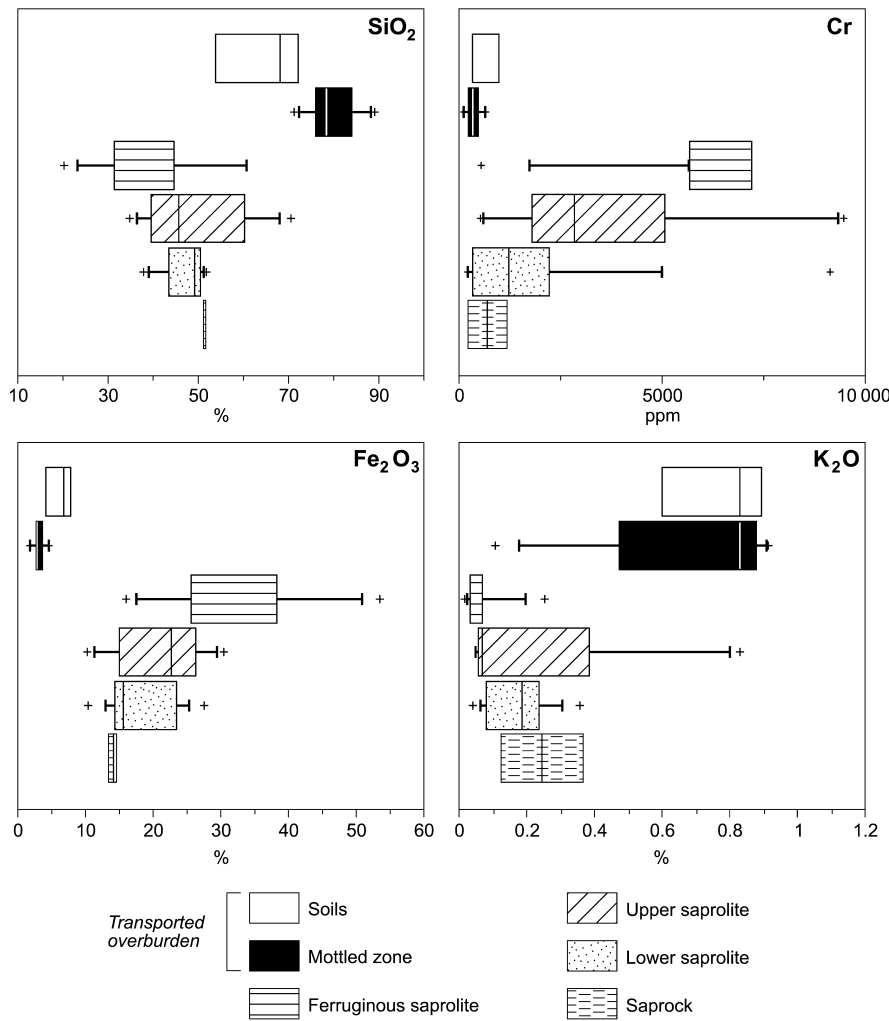 SiO2
Cr
10 30 50 70 90
%
0 5000 10 000
ppm
Fe2O3
K2O
0 10 20 30 40 50 60
%
0 0.2 0.4 0.6 0.8 1 1.2
%
Transported
overburden
Soils
Mottled zone
Ferruginous saprolite
Upper saprolite
Lower saprolite
Saprock